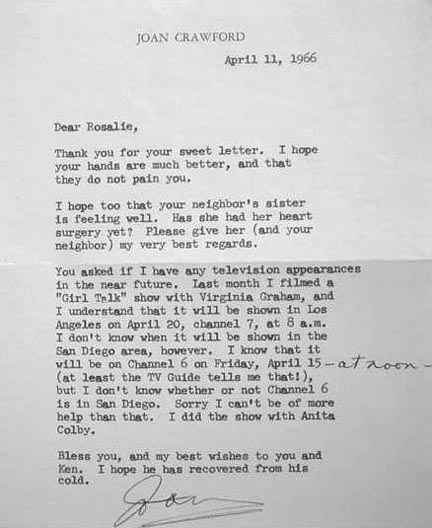 JOAN CRAWFORD
April 11, 1966
Dear Rosalie,
Thank you for your sweet letter. I hope
your hands are much better, and that
they do not pain you.
I hope too that your neighbor's sister
is feeling well. Has she had her heart
surgery yet? Please give her (and your
neighbor) my very best regards.
You asked if I have any television appearances
in the near future. Last month I filmed a
"Girl Talk" show with Virginia Graham, and
I understand that it will be shown in Los
Angeles on April 20, channel 7, at 8 a.m.
I don't know when it will be shown in the
San Diego area, however. I know that it
will be on Channel 6 on Friday, April 15 - at noon -
(at least the TV Guide tells me that!),
but I don't know whether or not Channel 6
is in San Diego. Sorry I can't be of more
help than that. I did the show with Anita
Colby.
Bless you, and my best wishes to you and
Ken. I hope he has recovered from his
cold.
Joan